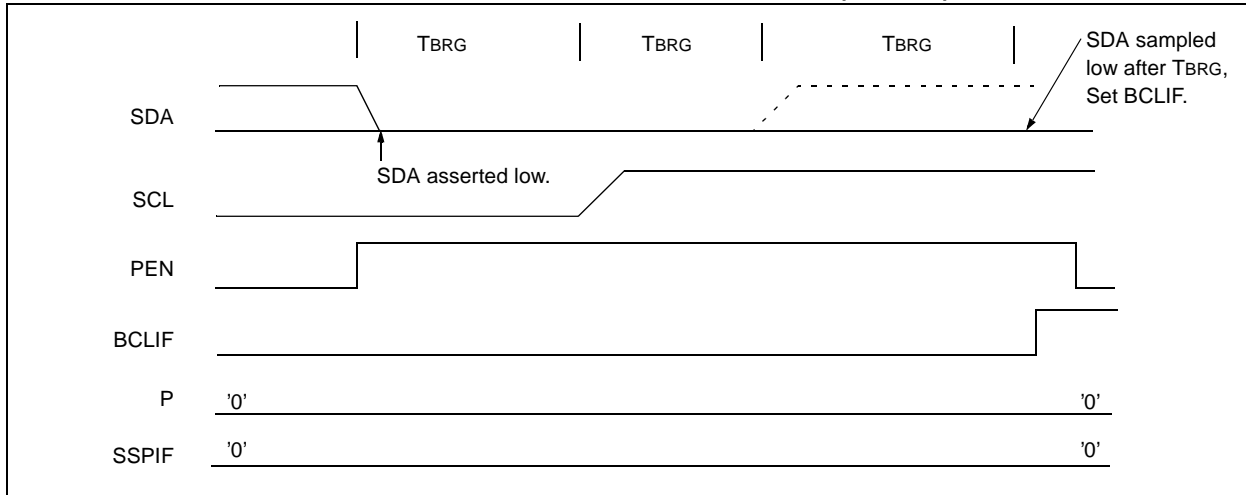 TBRG TBRG TBRG
SDA sampled
low after TBRG,
Set BCLIF.
SDA
SDA asserted low.
SCL
PEN
BCLIF
P '0' '0'
SSPIF '0' '0'